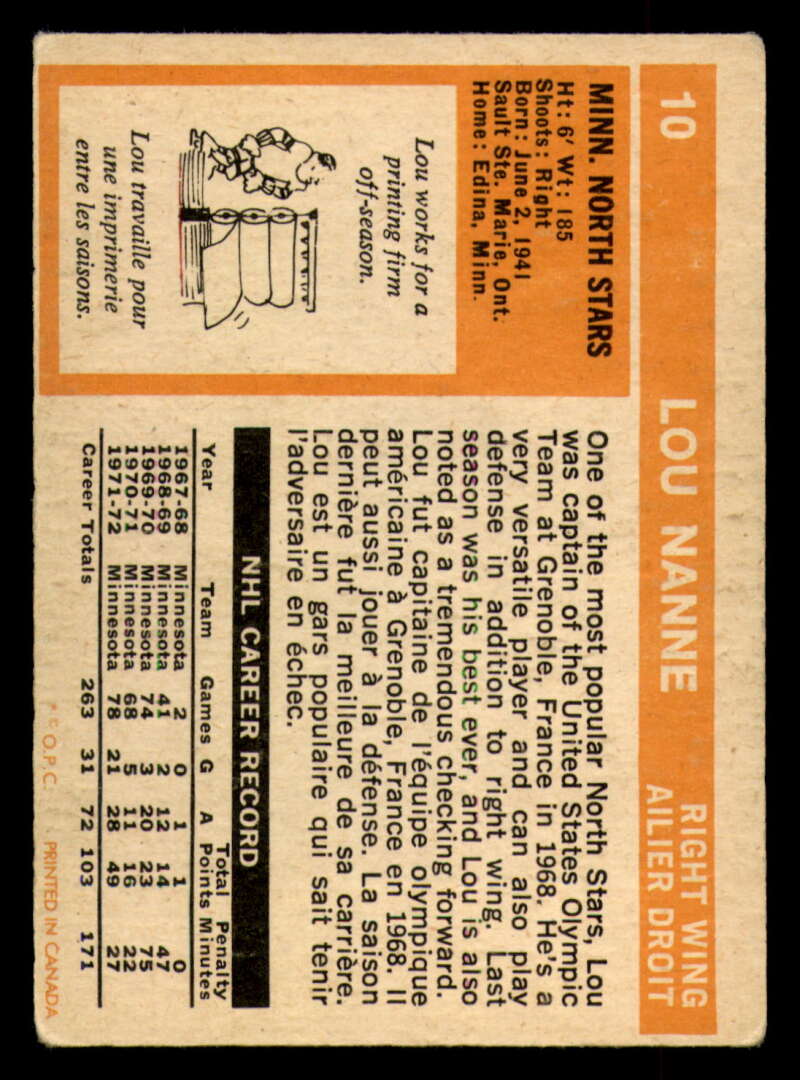 10
LOU NANNE
RIGHT WING
AILIER DROIT
MINN. NORTH STARS
Ht: 6' Wt: 185
Shoots: Right
Born: June 2, 1941
Sault Ste. Marie, Ont.
Home: Edina, Minn.
Lou works for a
printing firm
off-season.
Lou travaille pour
une imprimerie
entre les saisons.
One of the most popular North Stars, Lou
was captain of the United States Olympic
Team at Grenoble, France in 1968. He's a
very versatile player and can also play
defense in addition to right wing. Last
season was his best ever, and Lou is also
noted as a tremendous checking forward.
Lou fut capitaine de l'équipe olympique
américaine à Grenoble, France en 1968. Il
peut aussi jouer à la défense. La saison
dernière fut la meilleure de sa carrière.
Lou est un gars populaire qui sait tenir
l'adversaire en échec.
NHL CAREER RECORD
Total Penalty
Year Team Games G A Points Minutes
1967-68 Minnesota 2 0 1 1 0
1968-69 Minnesota 41 2 12 14 47
1969-70 Minnesota 74 3 20 23 75
1970-71 Minnesota 68 5 11 16 22
1971-72 Minnesota 78 21 28 49 27
Career Totals 263 31 72 103 171
* © O.P.C. PRINTED IN CANADA